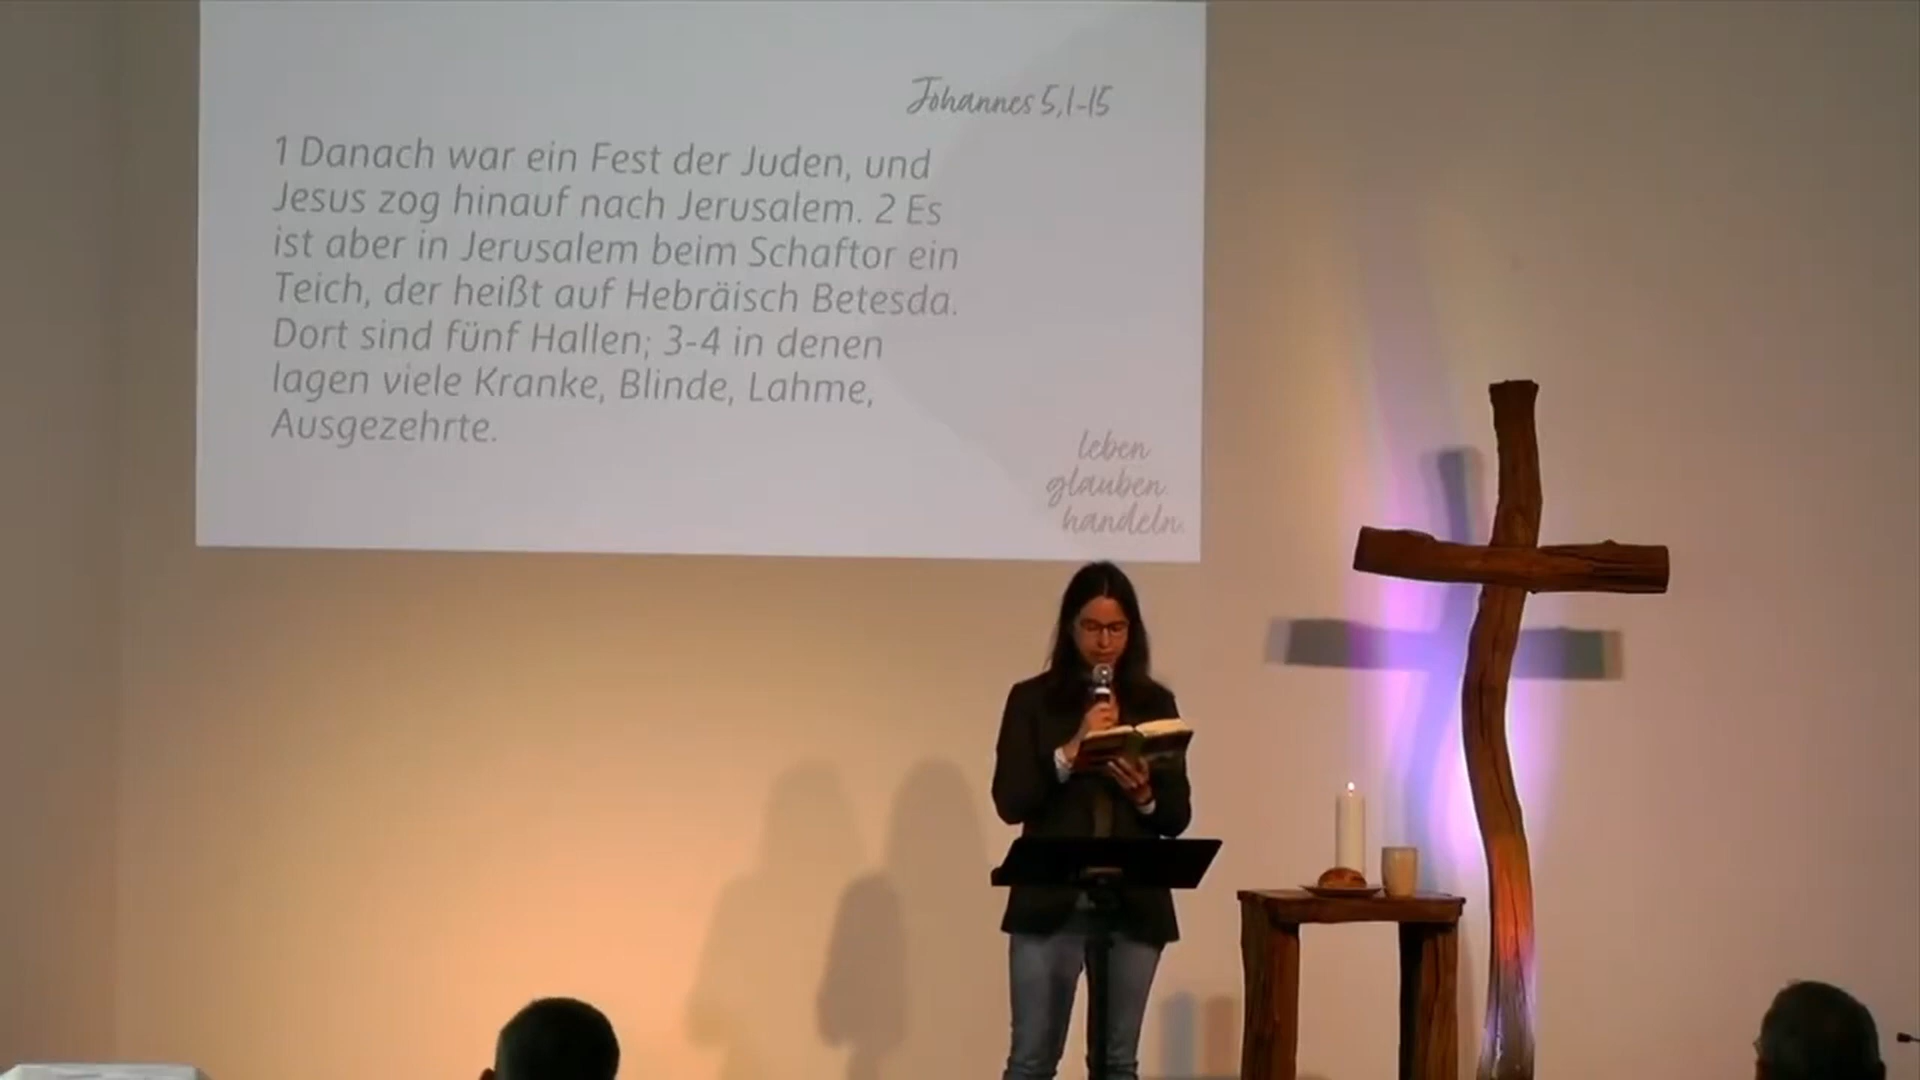 Johannes 5,1-15
1 Danach war ein Fest der Juden, und
Jesus zog hinauf nach Jerusalem. 2 Es
ist aber in Jerusalem beim Schaftor ein
Teich, der heißt auf Hebräisch Betesda.
Dort sind fünf Hallen; 3-4 in denen
lagen viele Kranke, Blinde, Lahme,
Ausgezehrte.
leben
glauben.
handeln.